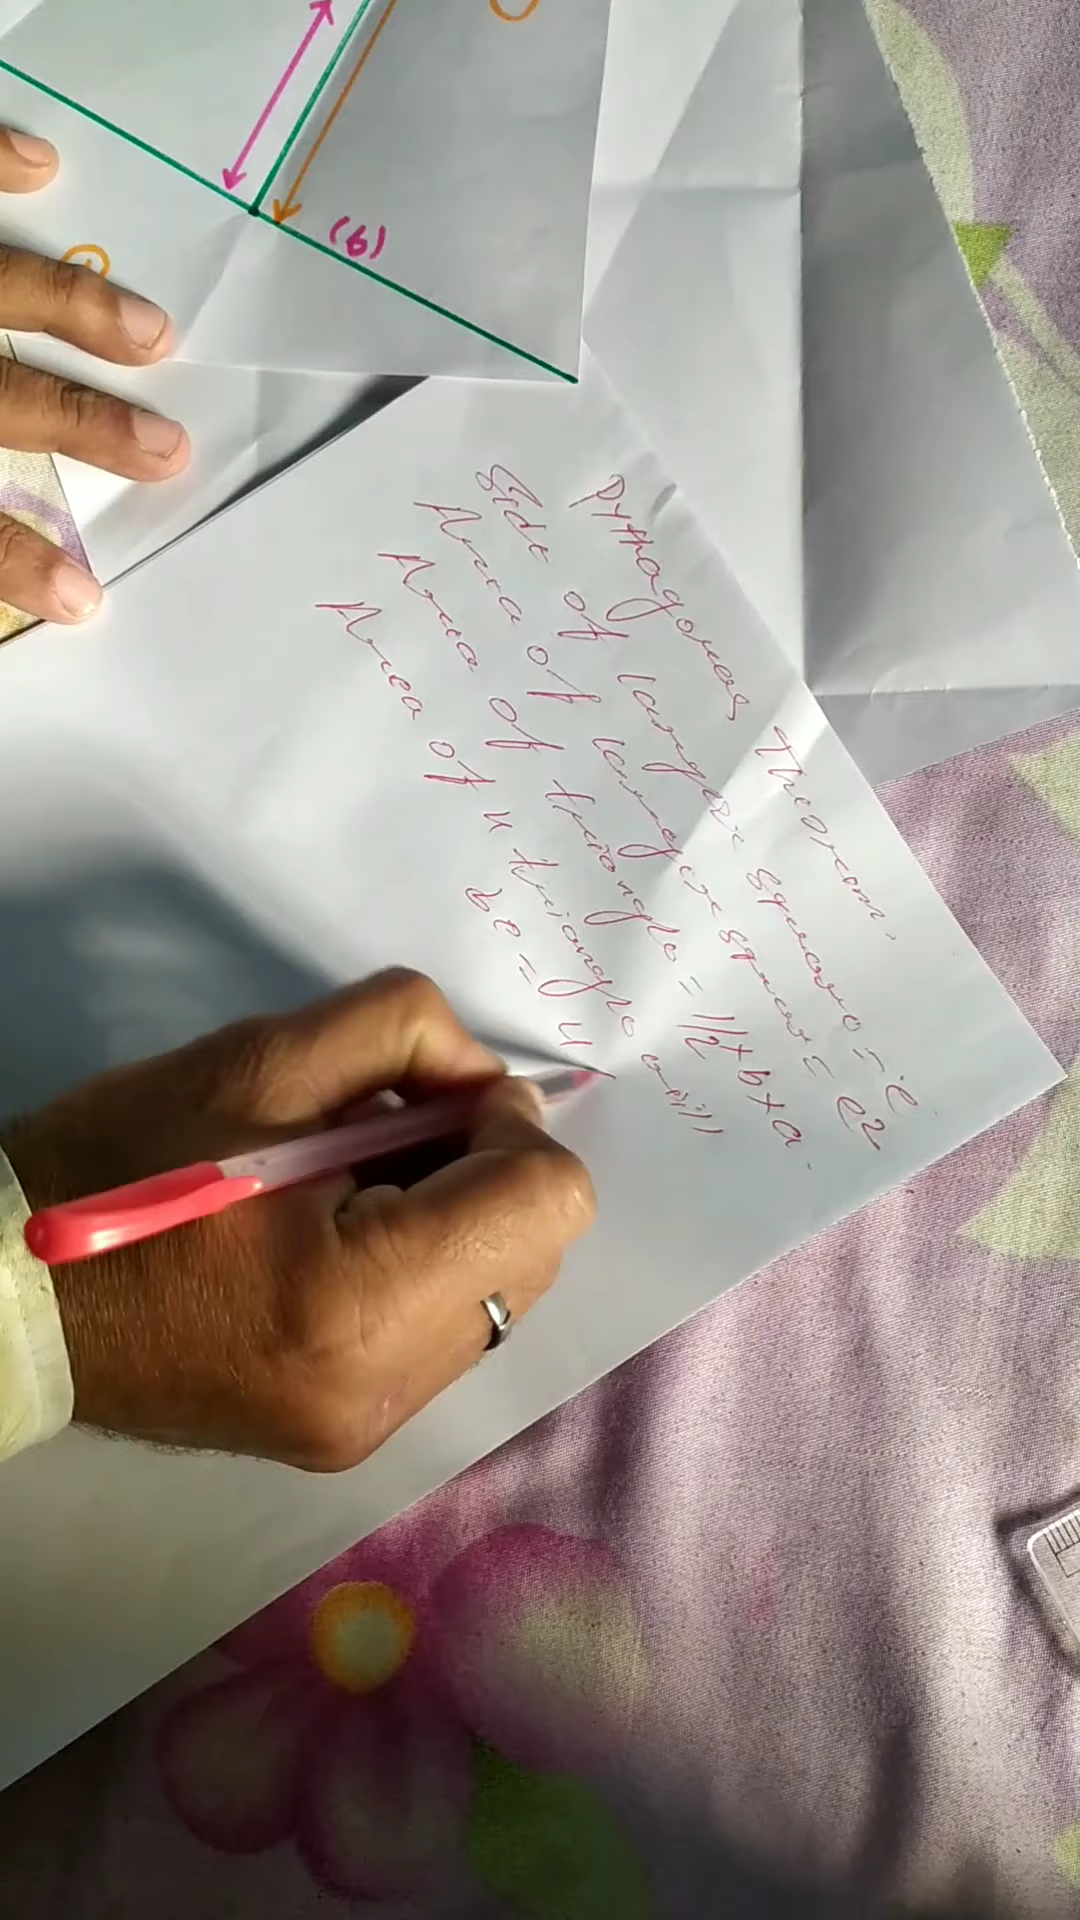 (b)
Pythagoras Theorem.
Side of larger square = c
Area of larger square = c2
Area of triangle = 1/2 x b x a.
Area of 4 triangle will
be = 4